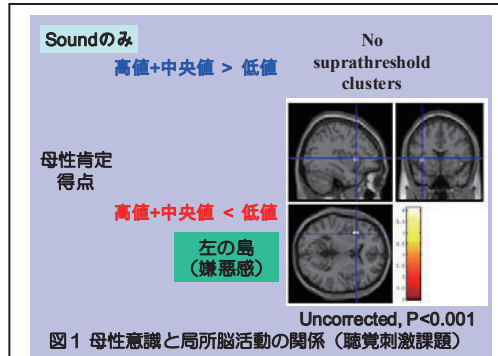 Soundのみ
No
suprathreshold
clusters
高値+中央値 > 低値
母性肯定
得点
高値+中央値 < 低値
左の島
（嫌悪感）
Uncorrected, P<0.001
図1 母性意識と局所脳活動の関係（聴覚刺激課題）